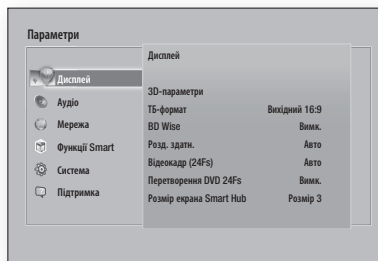 Параметри
Дисплей
Аудіо
Мережа
Функції Smart
Система
Підтримка
Дисплей
3D-параметри
ТБ-формат Вихідний 16:9
BD Wise Вимк.
Розд. здатн. Авто
Відеокадр (24Fs) Авто
Перетворення DVD 24Fs Вимк.
Розмір екрана Smart Hub Розмір 3